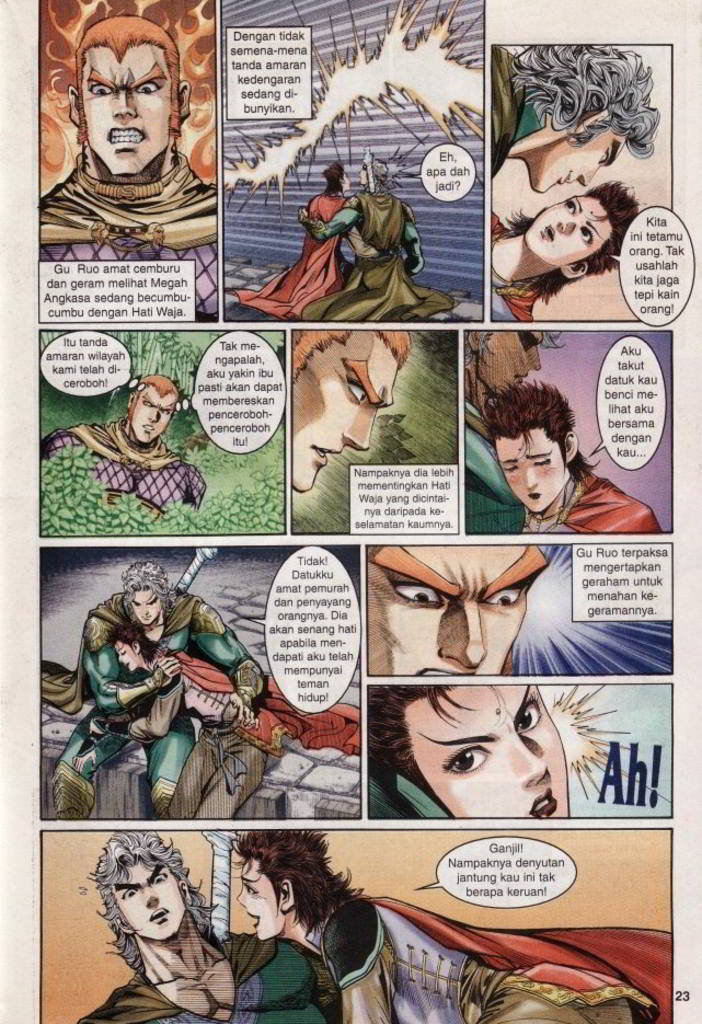 Gu Ruo amat cemburu
dan geram melihat Megah
Angkasa sedang becumbu-
cumbu dengan Hati Waja.
Dengan tidak
semena-mena
tanda amaran
kedengaran
sedang di-
bunyikan.
Eh,
apa dah
jadi?
Kita
ini tetamu
orang. Tak
usahlah
kita jaga
tepi kain
orang!
Itu tanda
amaran wilayah
kami telah di-
ceroboh!
Tak me-
ngapalah.
aku yakin kau
pasti akan dapat
membereskan
penceroboh-
penceroboh
itu!
Nampaknya dia lebih
mementingkan Hati
Waja yang dicintai-
nya daripada ke-
selamatan kaumnya.
Aku
takut
datuk kau
benci me-
lihat aku
bersama
dengan
kau...
Tidak!
Datukku
amat pemurah
dan penyayang
orangnya. Dia
akan senang hati
apabila men-
dapati aku telah
mempunyai
teman
hidup!
Gu Ruo terpaksa
mengertapkan
geraham untuk
menahan ke-
geramannya.
Ah!
Ganjil!
Nampaknya denyutan
jantung kau ini tak
berapa keruan!
23